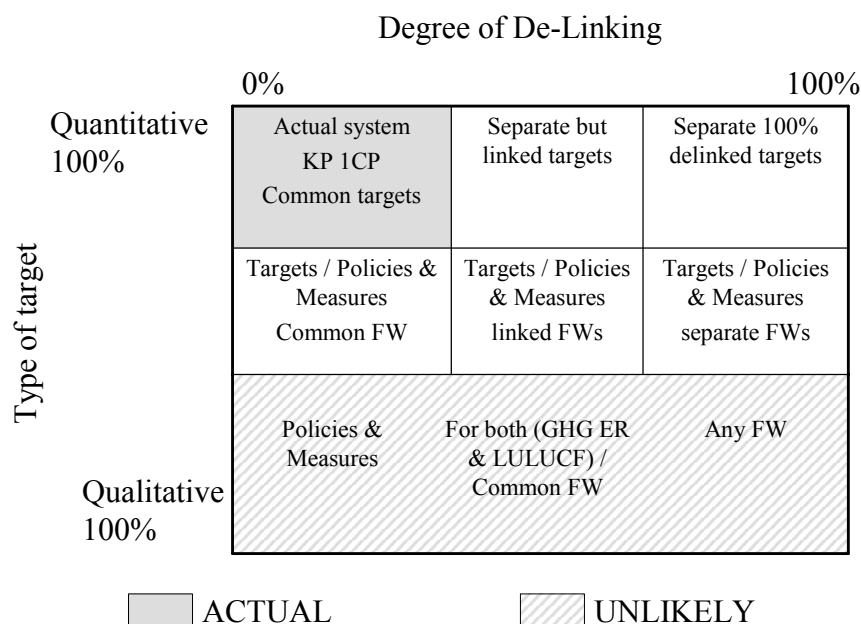 Degree of De-Linking
0%
100%
Quantitative
100%
Type of target
Qualitative
100%
Actual system
KP 1CP
Common targets
Separate but
linked targets
Separate 100%
delinked targets
Targets / Policies &
Measures
Common FW
Targets / Policies
& Measures
linked FWs
Targets / Policies
& Measures
separate FWs
Policies &
Measures
For both (GHG ER
& LULUCF) /
Common FW
Any FW
ACTUAL
UNLIKELY